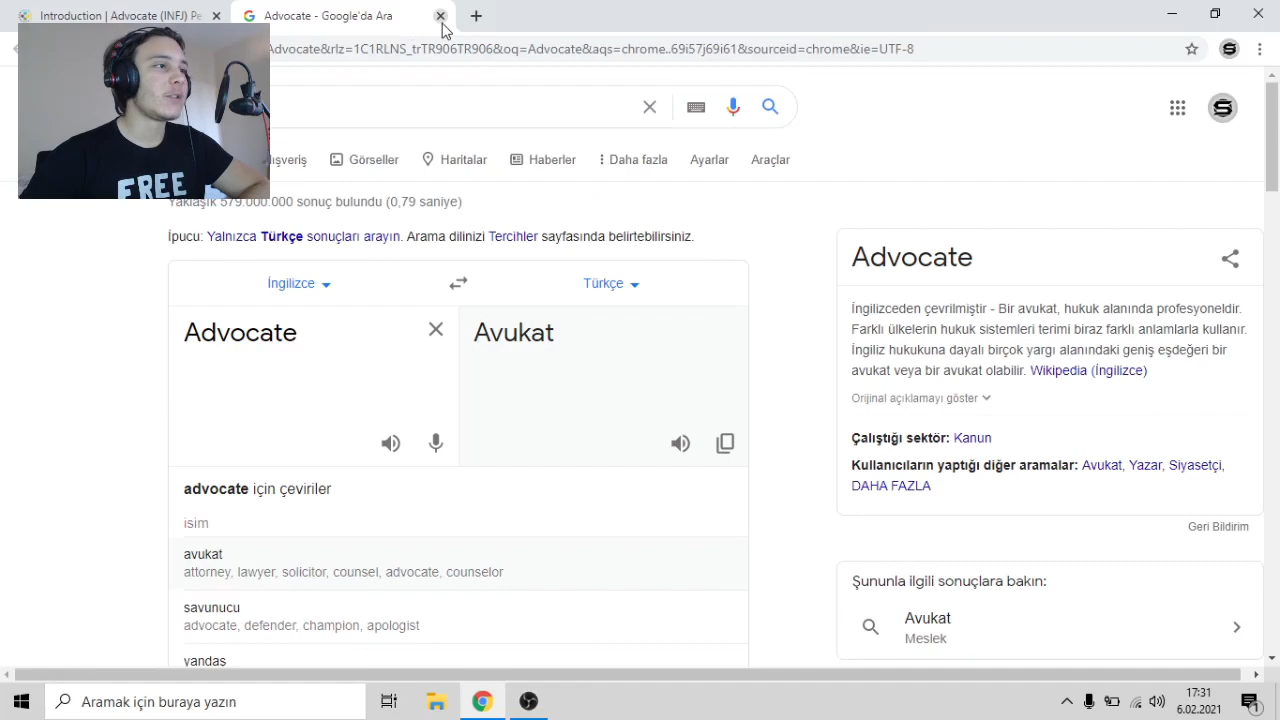 Introduction | Advocate (INFJ) Pe
Advocate - Google'da Ara
Advocate&rlz=1C1RLNS_trTR906TR906&oq=Advocate&aqs=chrome..69i57j69i61&sourceid=chrome&ie=UTF-8
FREE
Görseller
Haritalar
Haberler
Daha fazla
Ayarlar
Araçlar
Yaklaşık 579.000.000 sonuç bulundu (0,79 saniye)
İpucu: Yalnızca Türkçe sonuçları arayın. Arama dilinizi Tercihler sayfasında belirtebilirsiniz.
İngilizce
Türkçe
Advocate
Avukat
advocate için çeviriler
isim
avukat
attorney, lawyer, solicitor, counsel, advocate, counselor
savunucu
advocate, defender, champion, apologist
yandaş
Advocate
İngilizceden çevrilmiştir - Bir avukat, hukuk alanında profesyoneldir.
Farklı ülkelerin hukuk sistemleri terimi biraz farklı anlamlarla kullanır.
İngiliz hukukuna dayalı birçok yargı alanındaki geniş eşdeğeri bir
avukat veya bir avukat olabilir. Wikipedia (İngilizce)
Orijinal açıklamayı göster
Çalıştığı sektör: Kanun
Kullanıcıların yaptığı diğer aramalar: Avukat, Yazar, Siyasetçi,
DAHA FAZLA
Geri Bildirim
Şununla ilgili sonuçlara bakın:
Avukat
Meslek
Aramak için buraya yazın
17:31
6.02.2021